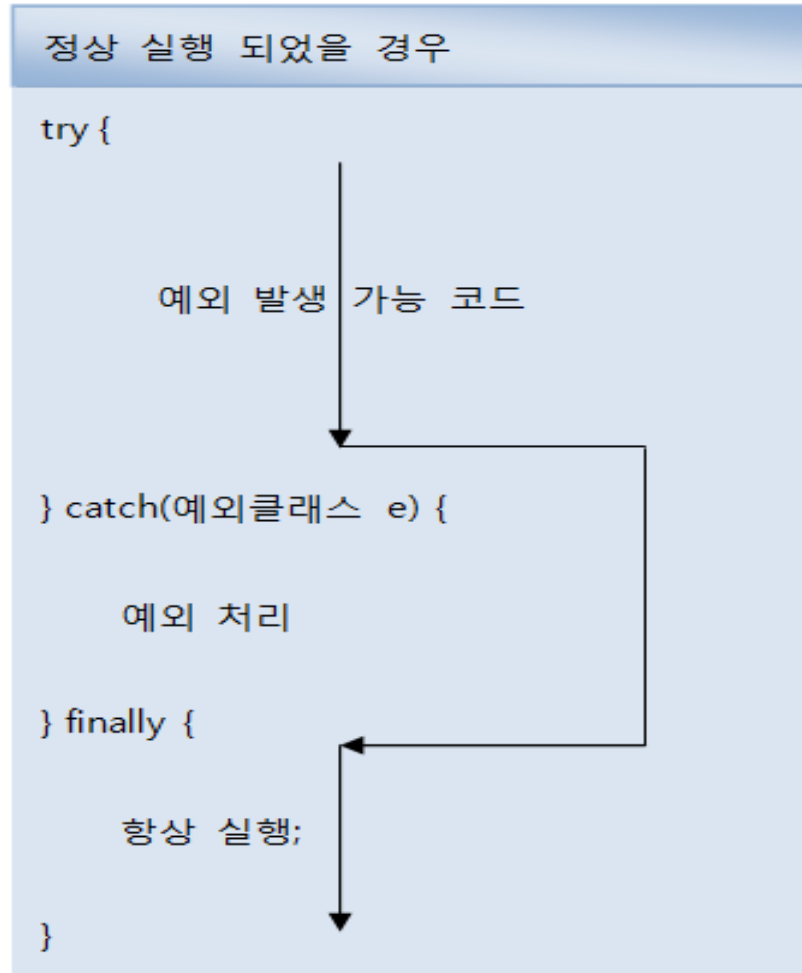 정상 실행 되었을 경우
try {
예외 발생 가능 코드
} catch(예외클래스 e) {
예외 처리
} finally {
항상 실행;
}